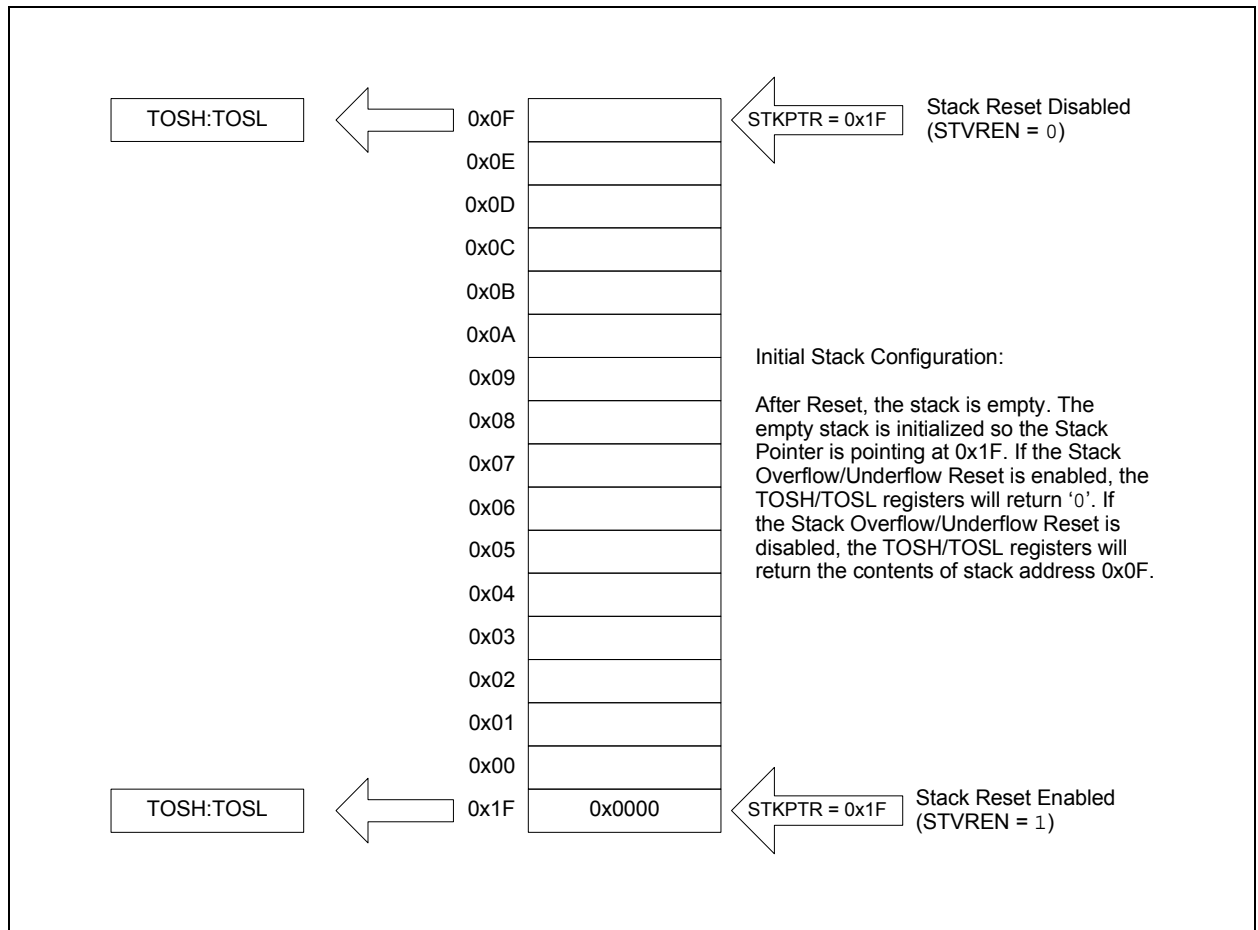 TOSH:TOSL
0x0F
STKPTR = 0x1F
Stack Reset Disabled
(STVREN = 0)
0x0E
0x0D
0x0C
0x0B
0x0A
0x09
0x08
0x07
0x06
0x05
0x04
0x03
0x02
0x01
0x00
Initial Stack Configuration:
After Reset, the stack is empty. The
empty stack is initialized so the Stack
Pointer is pointing at 0x1F. If the Stack
Overflow/Underflow Reset is enabled, the
TOSH/TOSL registers will return ‘0’. If
the Stack Overflow/Underflow Reset is
disabled, the TOSH/TOSL registers will
return the contents of stack address 0x0F.
TOSH:TOSL
0x1F
0x0000
STKPTR = 0x1F
Stack Reset Enabled
(STVREN = 1)